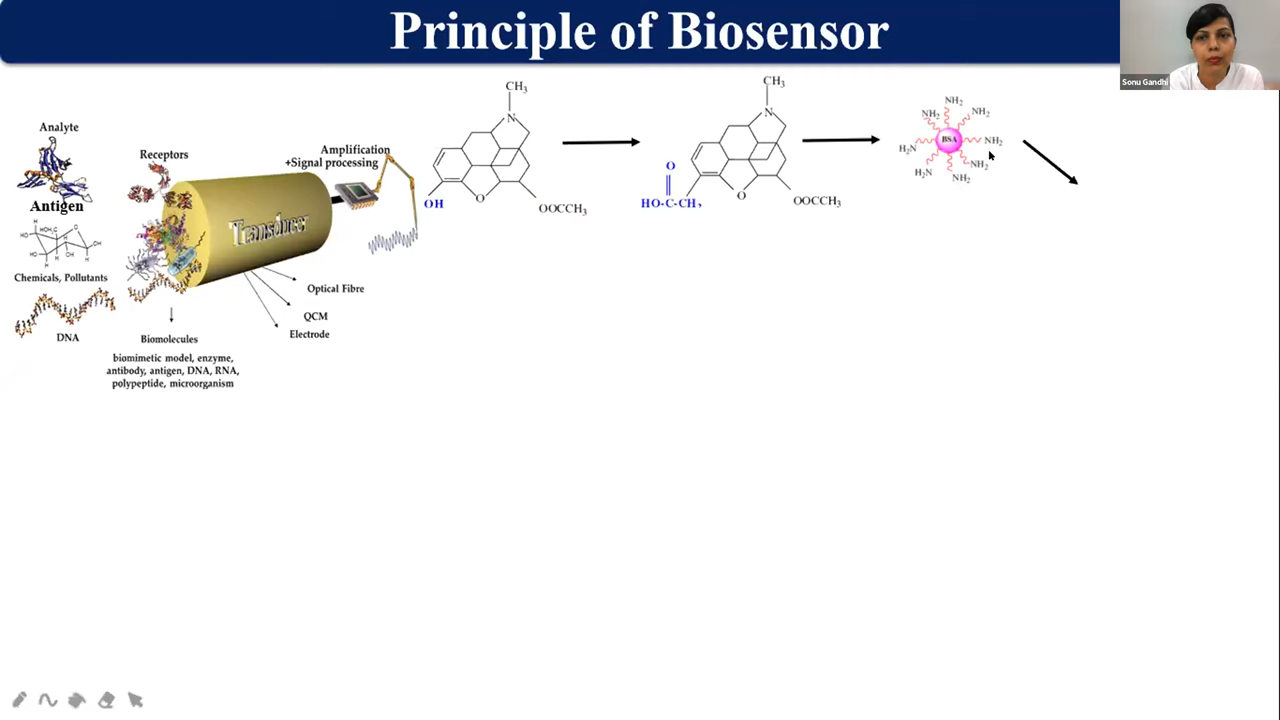 Principle of Biosensor
Sonu Gandhi
Analyte
Antigen
Chemicals, Pollutants
DNA
Receptors
Transducer
Amplification
+Signal processing
Optical Fibre
QCM
Electrode
Biomolecules
biomimetic model, enzyme,
antibody, antigen, DNA, RNA,
polypeptide, microorganism
CH3
N
OH
O
OOCCH3
CH3
N
O
HO-C-CH2
O
OOCCH3
NH2
NH2
NH2
BSA
NH2
H2N
NH2
H2N
NH2